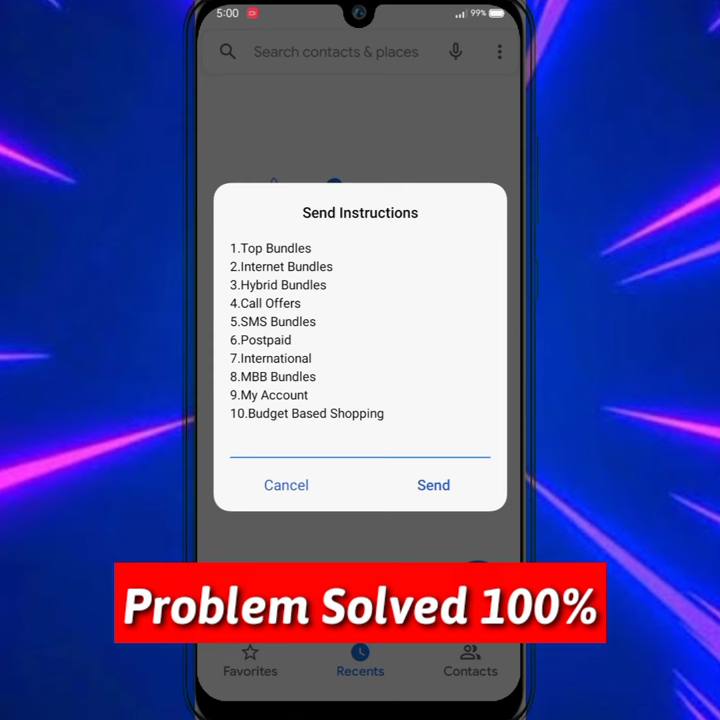 5:00
99%
Search contacts & places
Send Instructions
1.Top Bundles
2.Internet Bundles
3.Hybrid Bundles
4.Call Offers
5.SMS Bundles
6.Postpaid
7.International
8.MBB Bundles
9.My Account
10.Budget Based Shopping
Cancel Send
Problem Solved 100%
Favorites Recents Contacts